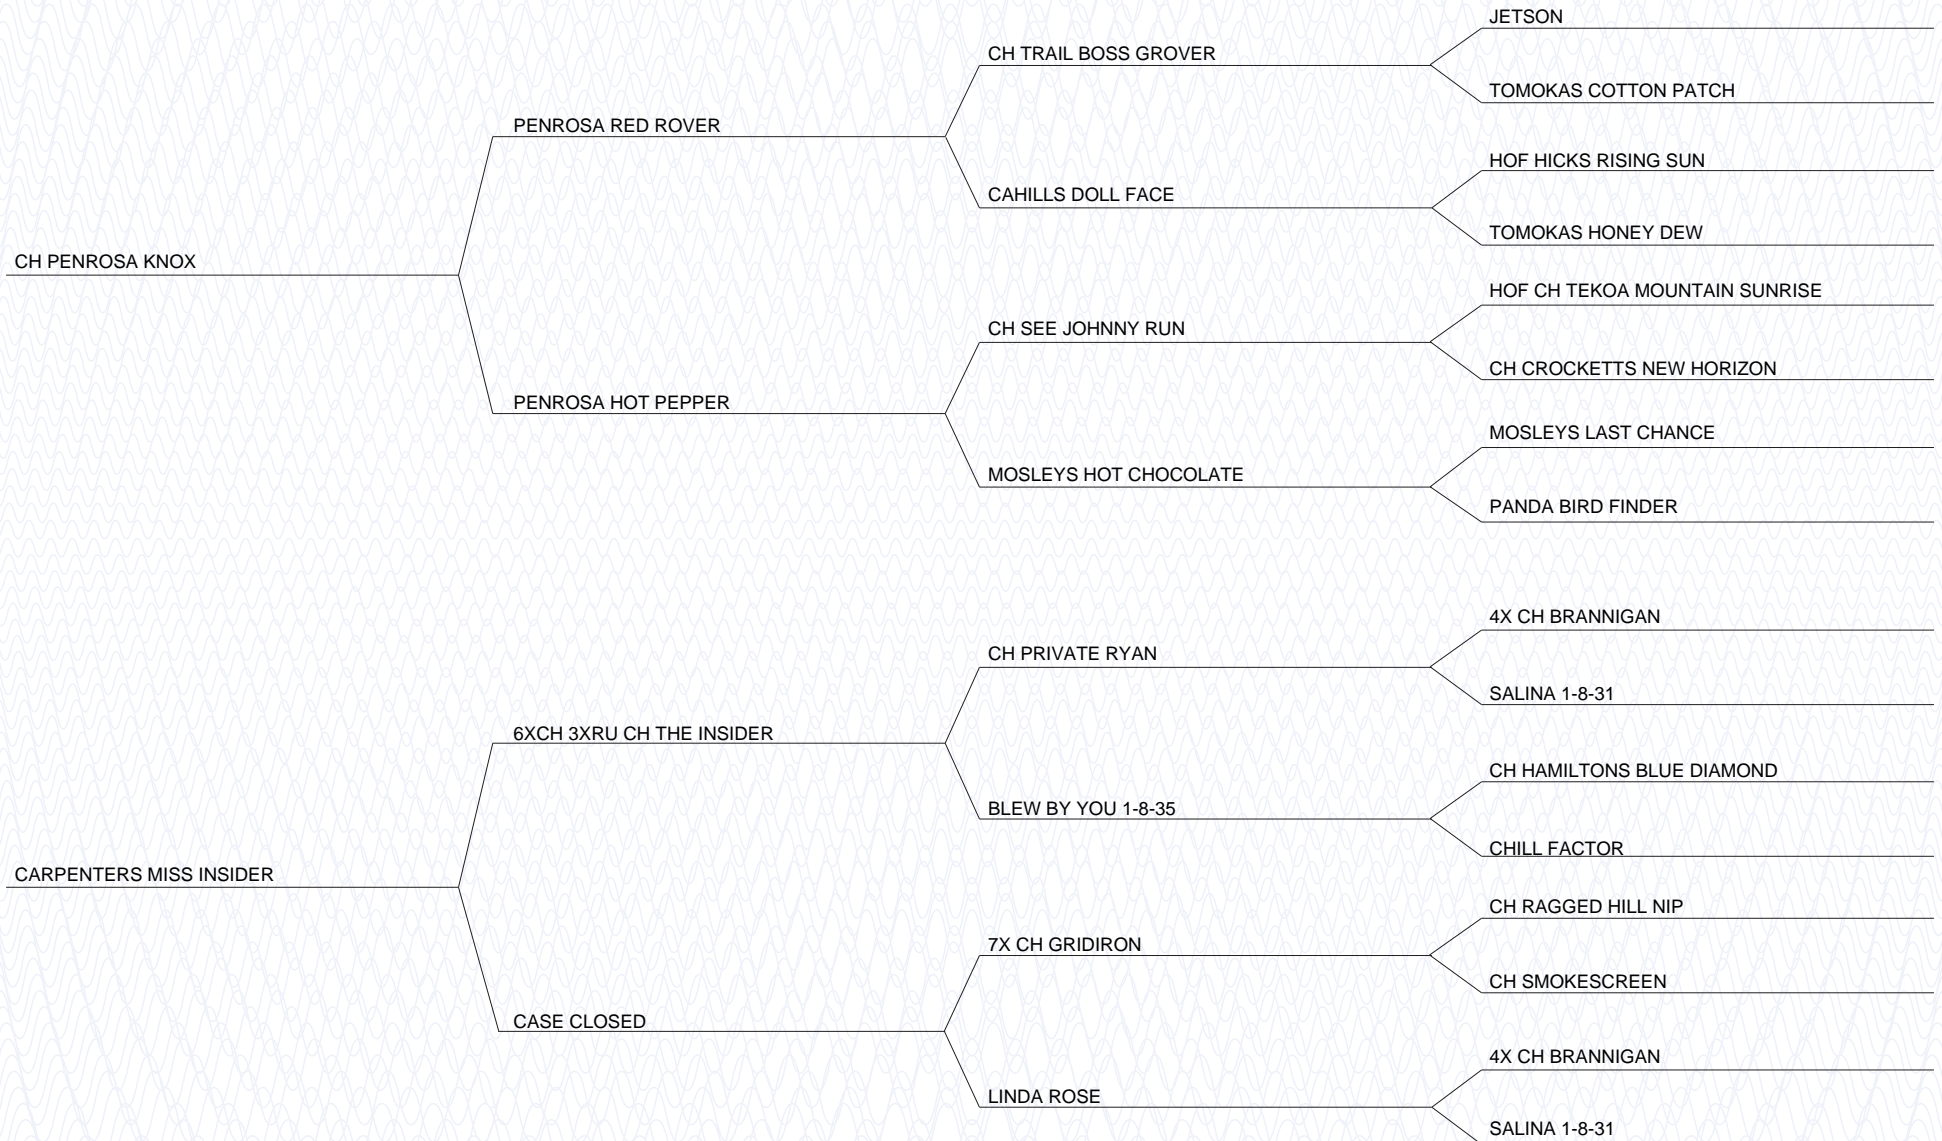 JETSON
CH TRAIL BOSS GROVER
TOMOKAS COTTON PATCH
PENROSA RED ROVER
HOF HICKS RISING SUN
CAHILLS DOLL FACE
TOMOKAS HONEY DEW
CH PENROSA KNOX
HOF CH TEKOA MOUNTAIN SUNRISE
CH SEE JOHNNY RUN
CH CROCKETTS NEW HORIZON
PENROSA HOT PEPPER
MOSLEYS LAST CHANCE
MOSLEYS HOT CHOCOLATE
PANDA BIRD FINDER
4X CH BRANNIGAN
CH PRIVATE RYAN
SALINA 1-8-31
6XCH 3XRU CH THE INSIDER
CH HAMILTONS BLUE DIAMOND
BLEW BY YOU 1-8-35
CHILL FACTOR
CARPENTERS MISS INSIDER
CH RAGGED HILL NIP
7X CH GRIDIRON
CH SMOKESCREEN
CASE CLOSED
4X CH BRANNIGAN
LINDA ROSE
SALINA 1-8-31